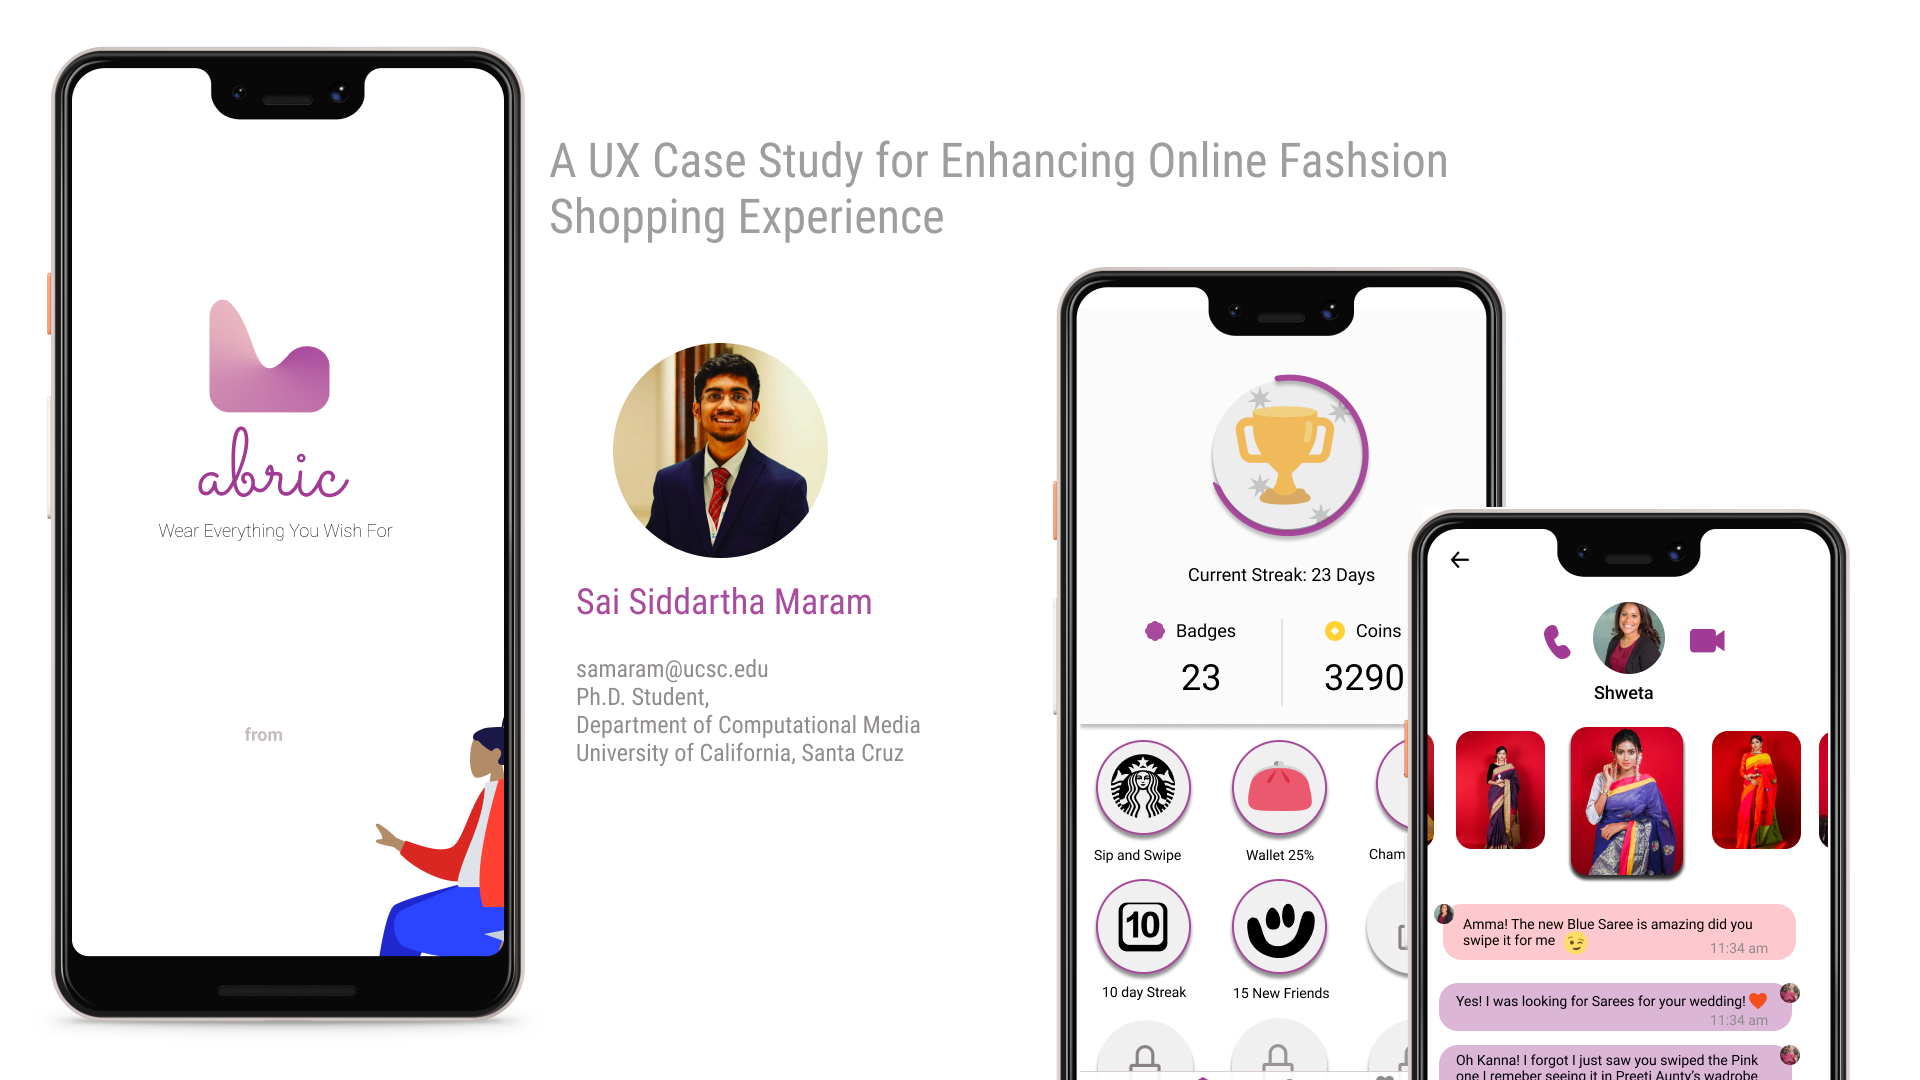 A UX Case Study for Enhancing Online Fashsion
Shopping Experience
abric
Wear Everything You Wish For
from
Sai Siddartha Maram
samaram@ucsc.edu
Ph.D. Student,
Department of Computational Media
University of California, Santa Cruz
Current Streak: 23 Days
Badges
Coins
23
3290
Sip and Swipe
Wallet 25%
Cham
10
10 day Streak
15 New Friends
Shweta
Amma! The new Blue Saree is amazing did you
swipe it for me
11:34 am
Yes! I was looking for Sarees for your wedding!
11:34 am
Oh Kanna! I forgot I just saw you swiped the Pink
one I remeber seeing it in Preeti Aunty's wadrobe